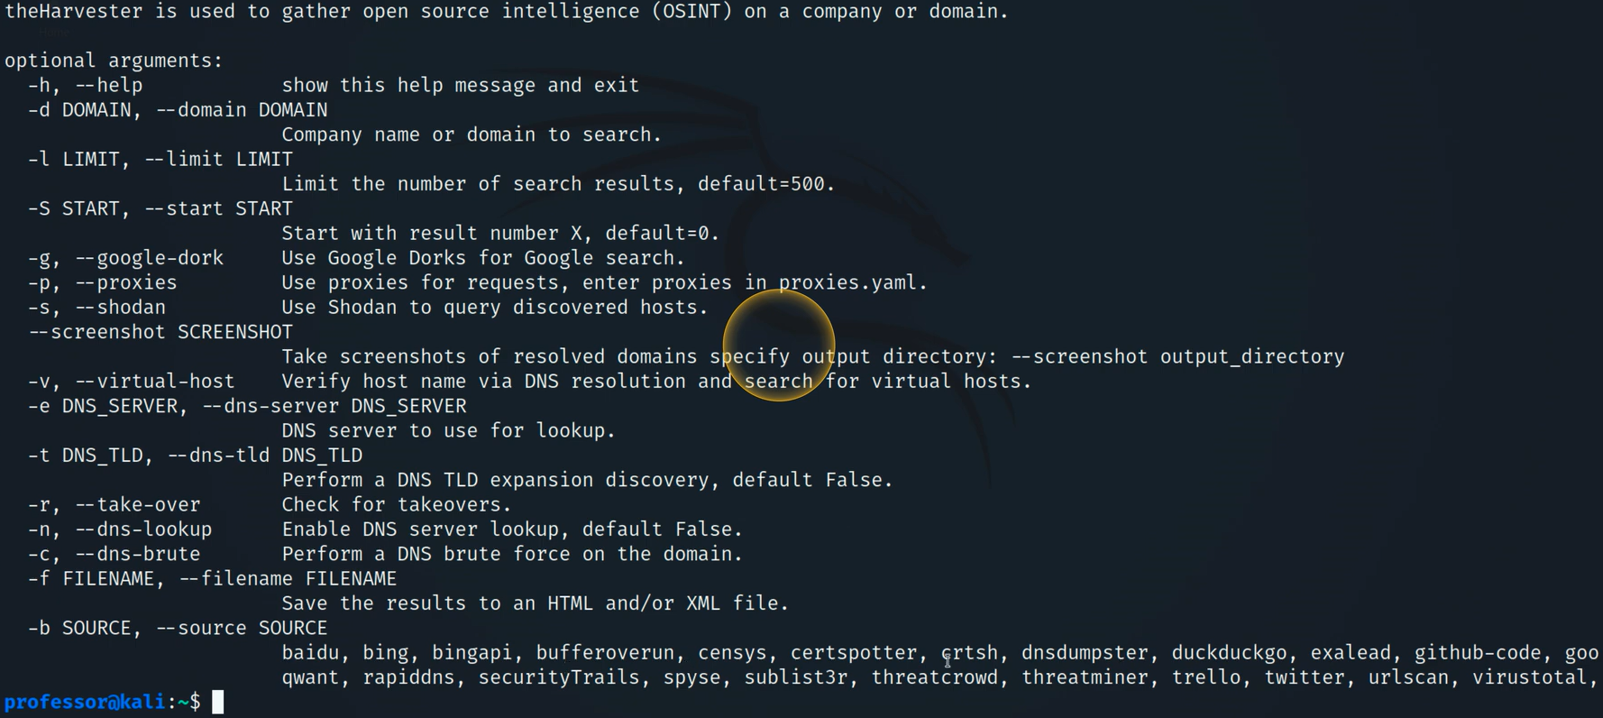 theHarvester is used to gather open source intelligence (OSINT) on a company or domain.
optional arguments:
-h, --help show this help message and exit
-d DOMAIN, --domain DOMAIN
Company name or domain to search.
-l LIMIT, --limit LIMIT
Limit the number of search results, default=500.
-S START, --start START
Start with result number X, default=0.
-g, --google-dork Use Google Dorks for Google search.
-p, --proxies Use proxies for requests, enter proxies in proxies.yaml.
-s, --shodan Use Shodan to query discovered hosts.
--screenshot SCREENSHOT
Take screenshots of resolved domains specify output directory: --screenshot output_directory
-v, --virtual-host Verify host name via DNS resolution and search for virtual hosts.
-e DNS_SERVER, --dns-server DNS_SERVER
DNS server to use for lookup.
-t DNS_TLD, --dns-tld DNS_TLD
Perform a DNS TLD expansion discovery, default False.
-r, --take-over Check for takeovers.
-n, --dns-lookup Enable DNS server lookup, default False.
-c, --dns-brute Perform a DNS brute force on the domain.
-f FILENAME, --filename FILENAME
Save the results to an HTML and/or XML file.
-b SOURCE, --source SOURCE
baidu, bing, bingapi, bufferoverun, censys, certspotter, crtsh, dnsdumpster, duckduckgo, exalead, github-code, goo
qwant, rapiddns, securityTrails, spyse, sublist3r, threatcrowd, threatminer, trello, twitter, urlscan, virustotal,
professor@kali:~$